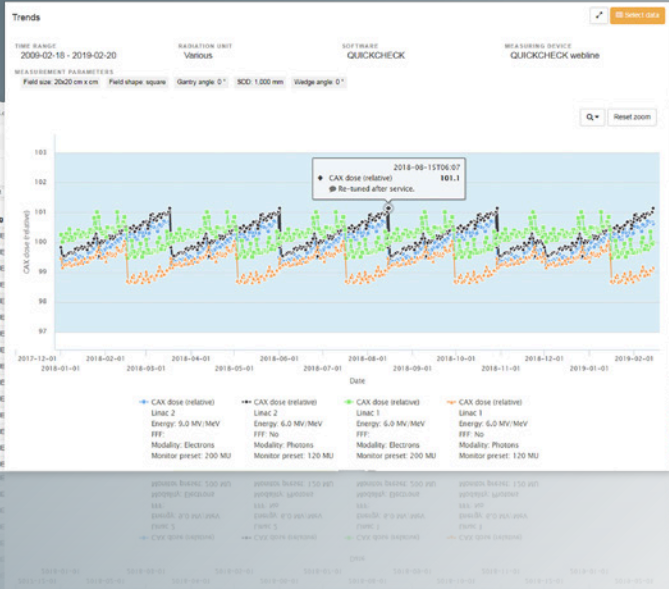 Trends
Select data
TIME RANGE
2009-02-18 - 2019-02-20
RADIATION UNIT
Various
SOFTWARE
QUICKCHECK
MEASURING DEVICE
QUICKCHECK webline
MEASUREMENT PARAMETERS
Field size: 20x20 cm x cm
Field shape: square
Gantry angle: 0 °
SCD: 1,000 mm
Wedge angle: 0 °
Reset zoom
103
102
101
100
99
98
97
CAX dose (relative)
2018-08-15T06:07
CAX dose (relative) 101.1
Re-tuned after service.
2017-12-01 2018-02-01 2018-04-01 2018-06-01 2018-08-01 2018-10-01 2018-12-01 2019-02-01
2018-01-01 2018-03-01 2018-05-01 2018-07-01 2018-09-01 2018-11-01 2019-01-01
Date
CAX dose (relative)
Linac 2
Energy: 9.0 MV/MeV
FFF:
Modality: Electrons
Monitor preset: 200 MU
CAX dose (relative)
Linac 2
Energy: 6.0 MV/MeV
FFF: No
Modality: Photons
Monitor preset: 120 MU
CAX dose (relative)
Linac 1
Energy: 6.0 MV/MeV
FFF:
Modality: Electrons
Monitor preset: 200 MU
CAX dose (relative)
Linac 1
Energy: 6.0 MV/MeV
FFF: No
Modality: Photons
Monitor preset: 120 MU